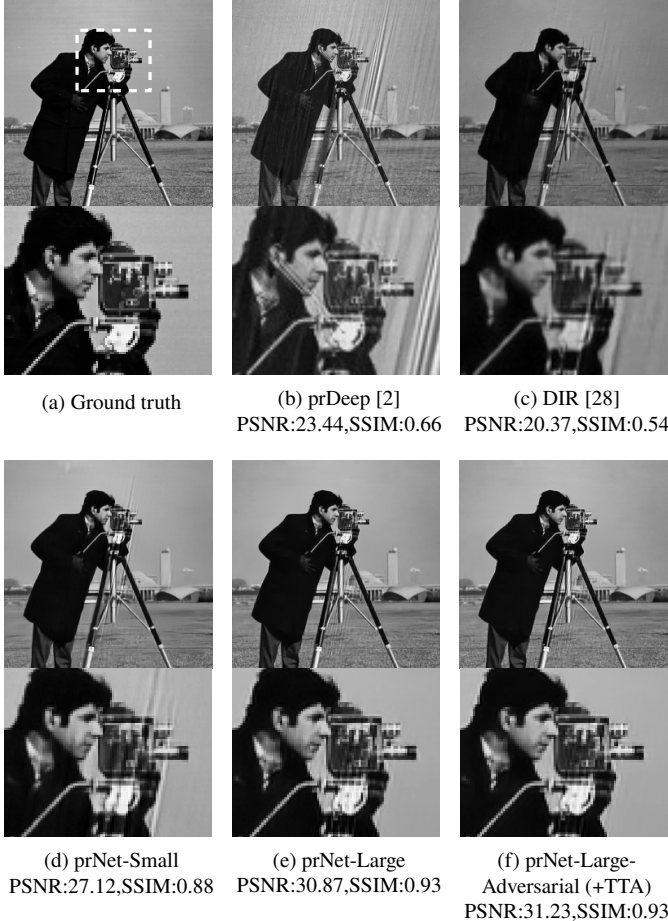 (a) Ground truth
(b) prDeep [2]
PSNR:23.44,SSIM:0.66
(c) DIR [28]
PSNR:20.37,SSIM:0.54
(d) prNet-Small
PSNR:27.12,SSIM:0.88
(e) prNet-Large
PSNR:30.87,SSIM:0.93
(f) prNet-Large-
Adversarial (+TTA)
PSNR:31.23,SSIM:0.93